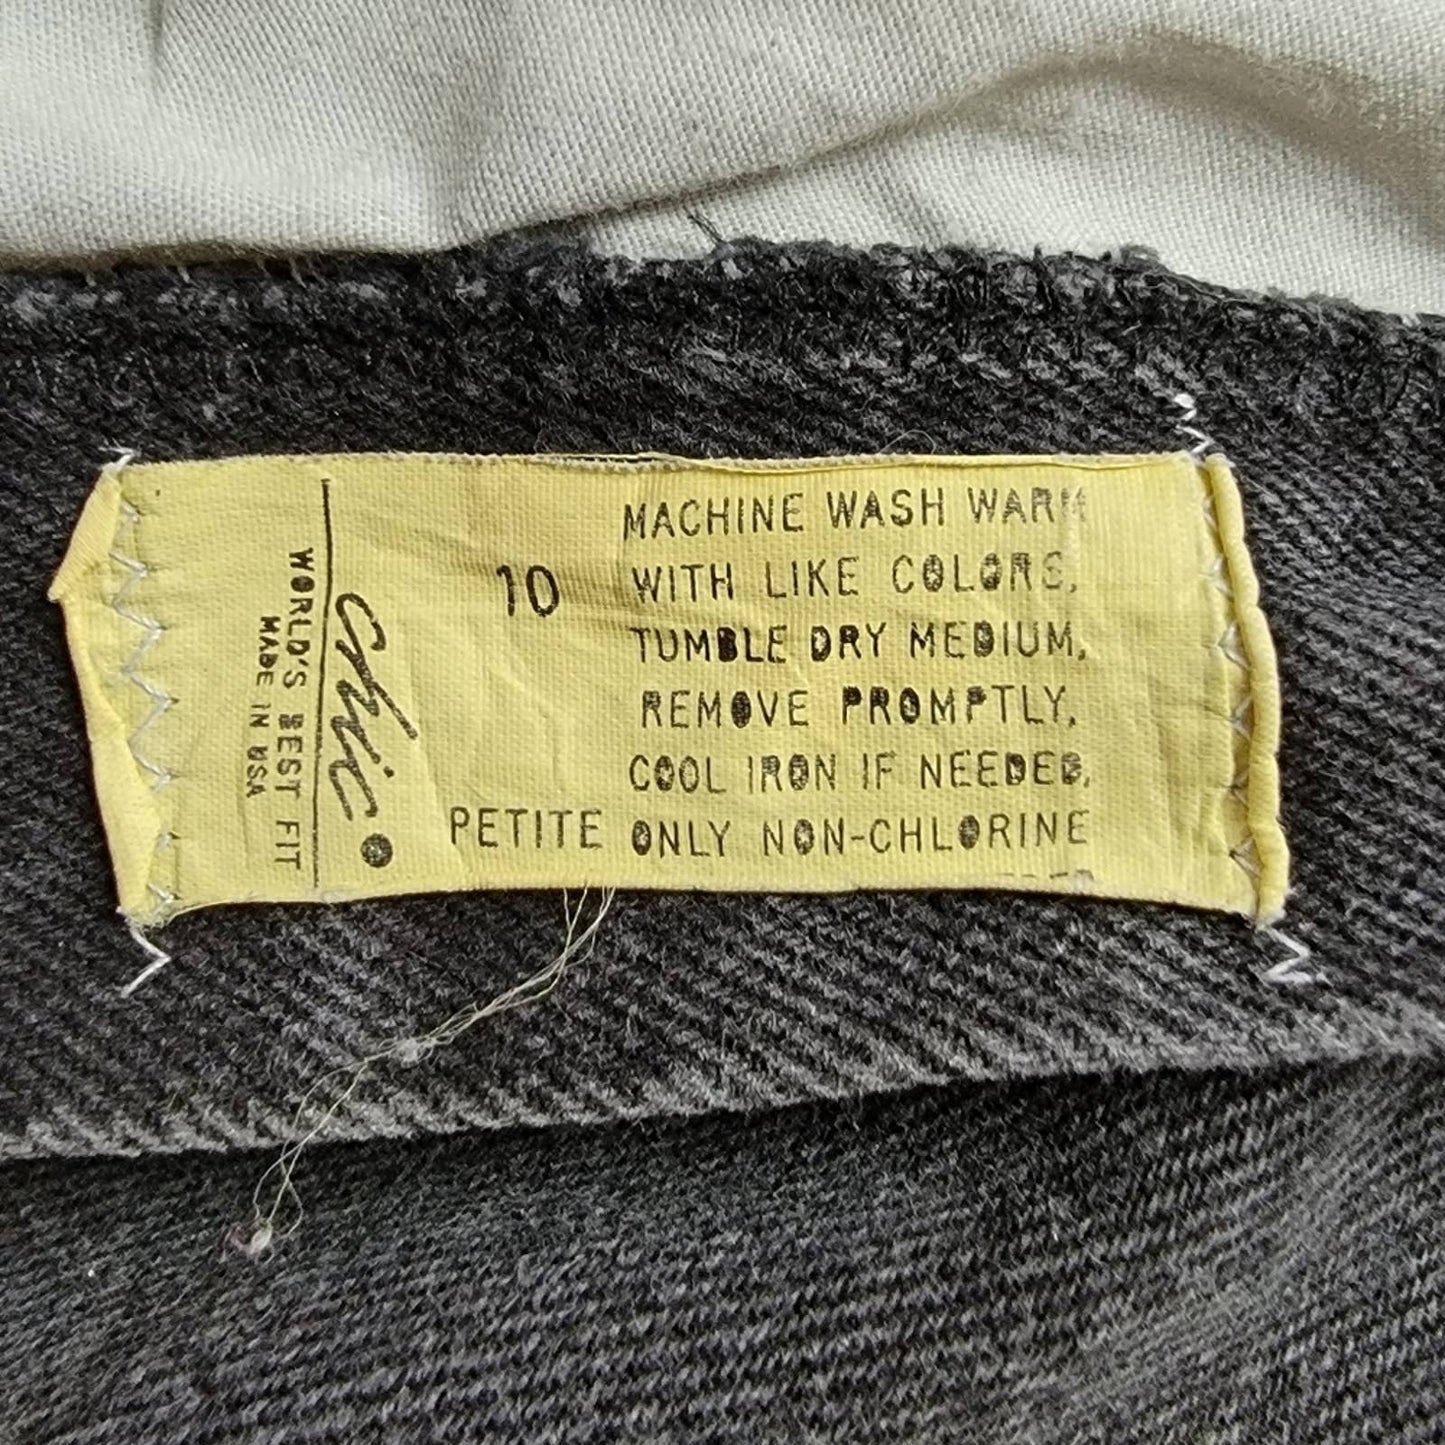 chic
WORLD'S BEST FIT
MADE IN USA
10
PETITE
MACHINE WASH WARM
WITH LIKE COLORS,
TUMBLE DRY MEDIUM,
REMOVE PROMPTLY,
COOL IRON IF NEEDED,
ONLY NON-CHLORINE